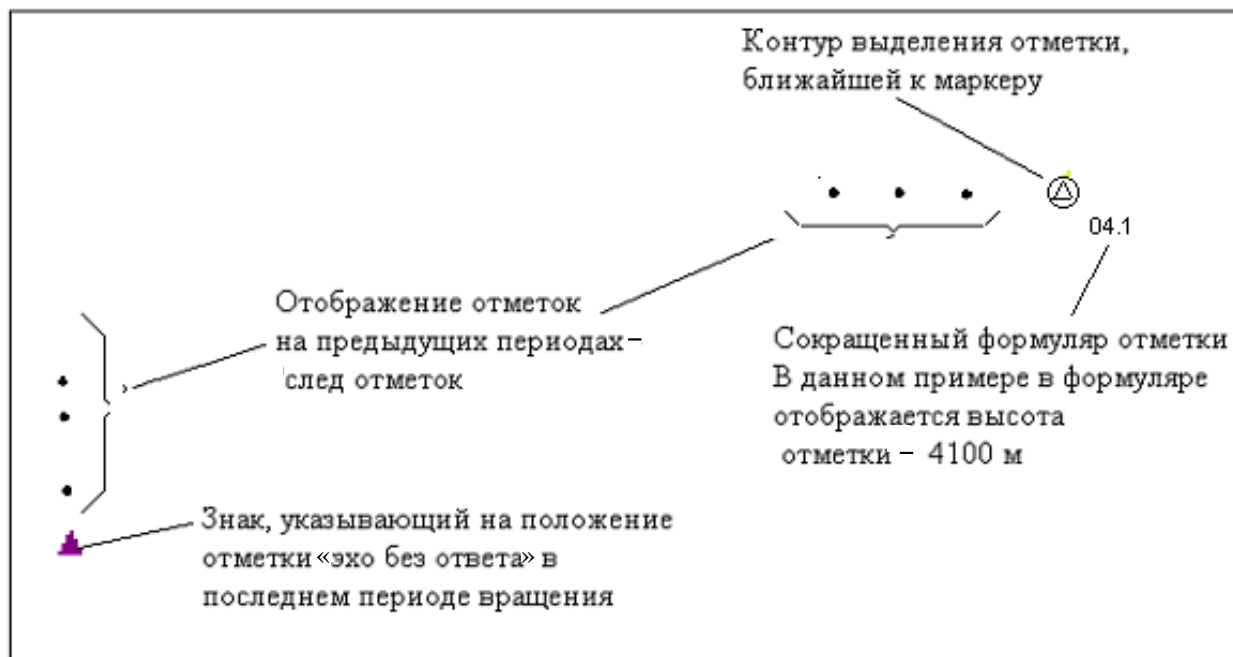 Контур выделения отметки,
ближайшей к маркеру
04.1
Отображение отметок
на предыдущих периодах –
след отметок
Сокращенный формуляр отметки
В данном примере в формуляре
отображается высота
отметки – 4100 м
Знак, указывающий на положение
отметки «эхо без ответа» в
последнем периоде вращения